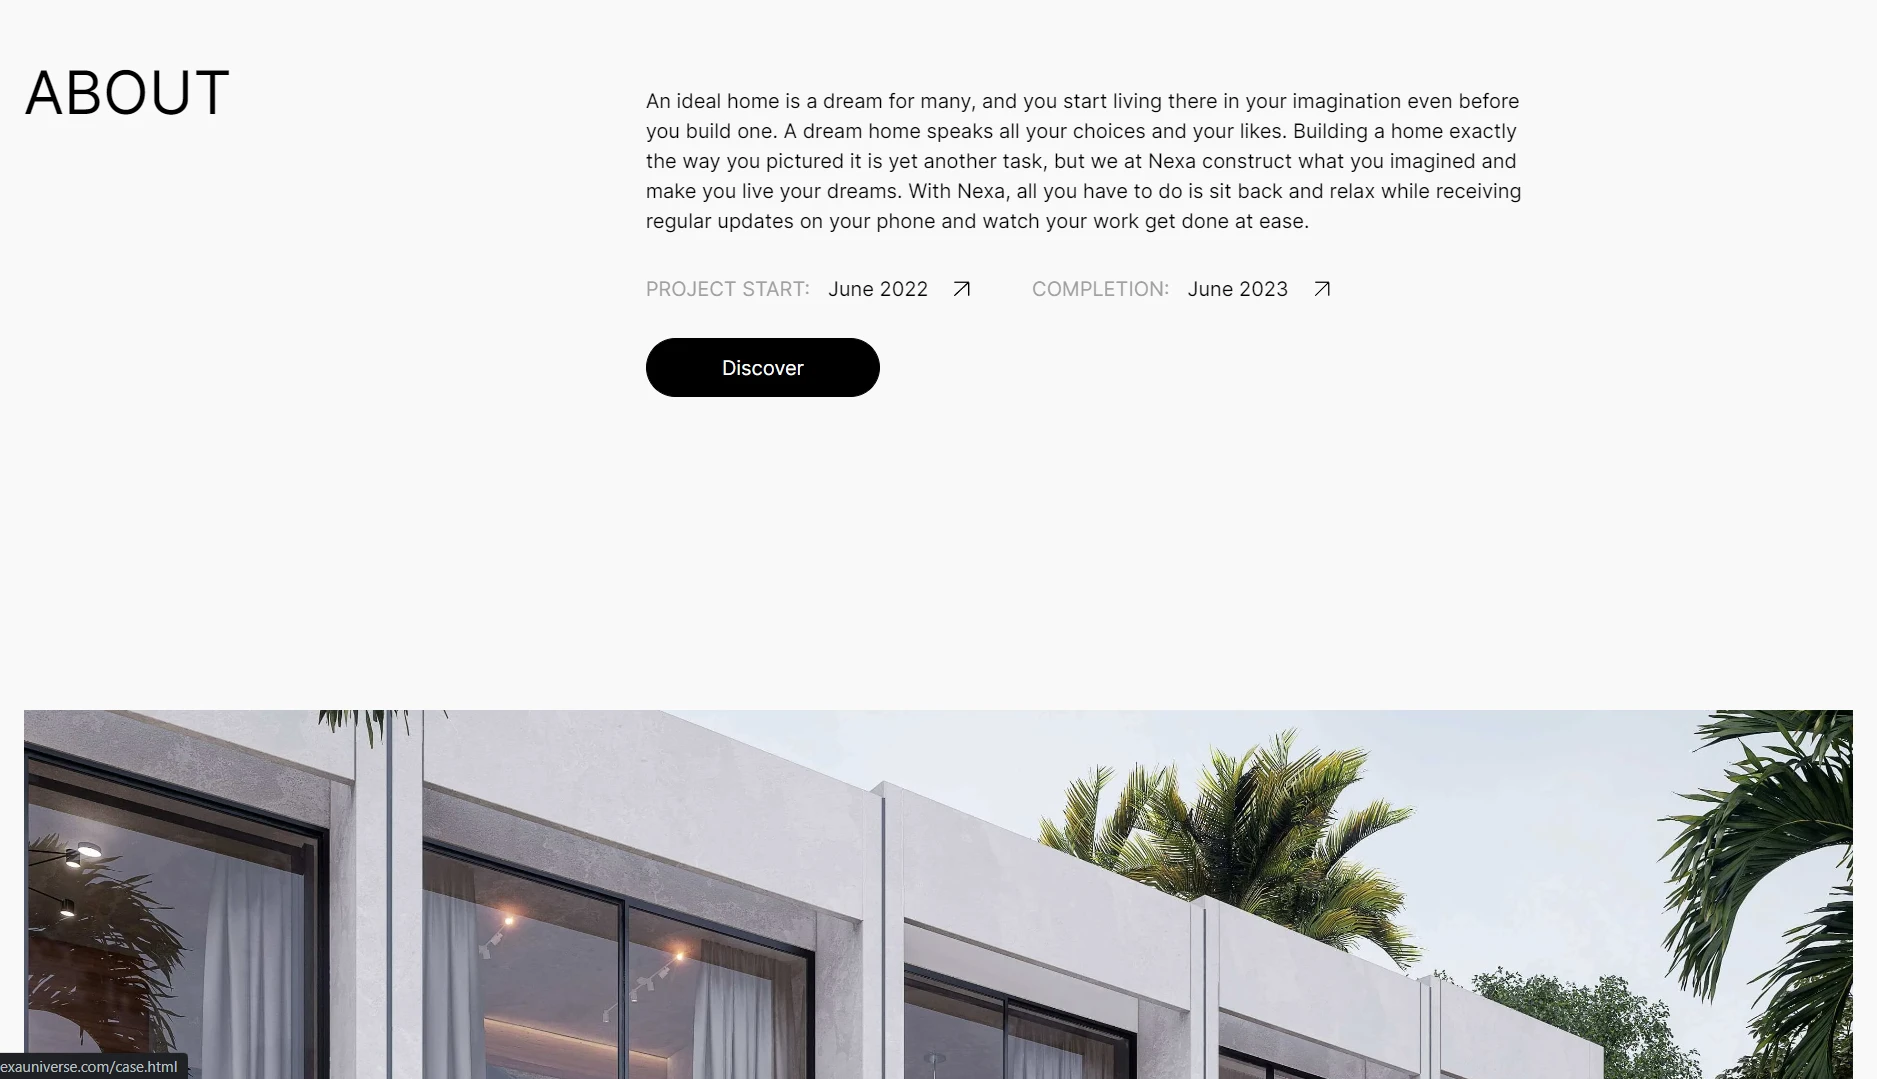 ABOUT
An ideal home is a dream for many, and you start living there in your imagination even before
you build one. A dream home speaks all your choices and your likes. Building a home exactly
the way you pictured it is yet another task, but we at Nexa construct what you imagined and
make you live your dreams. With Nexa, all you have to do is sit back and relax while receiving
regular updates on your phone and watch your work get done at ease.
PROJECT START: June 2022 COMPLETION: June 2023
Discover
exauniverse.com/case.html